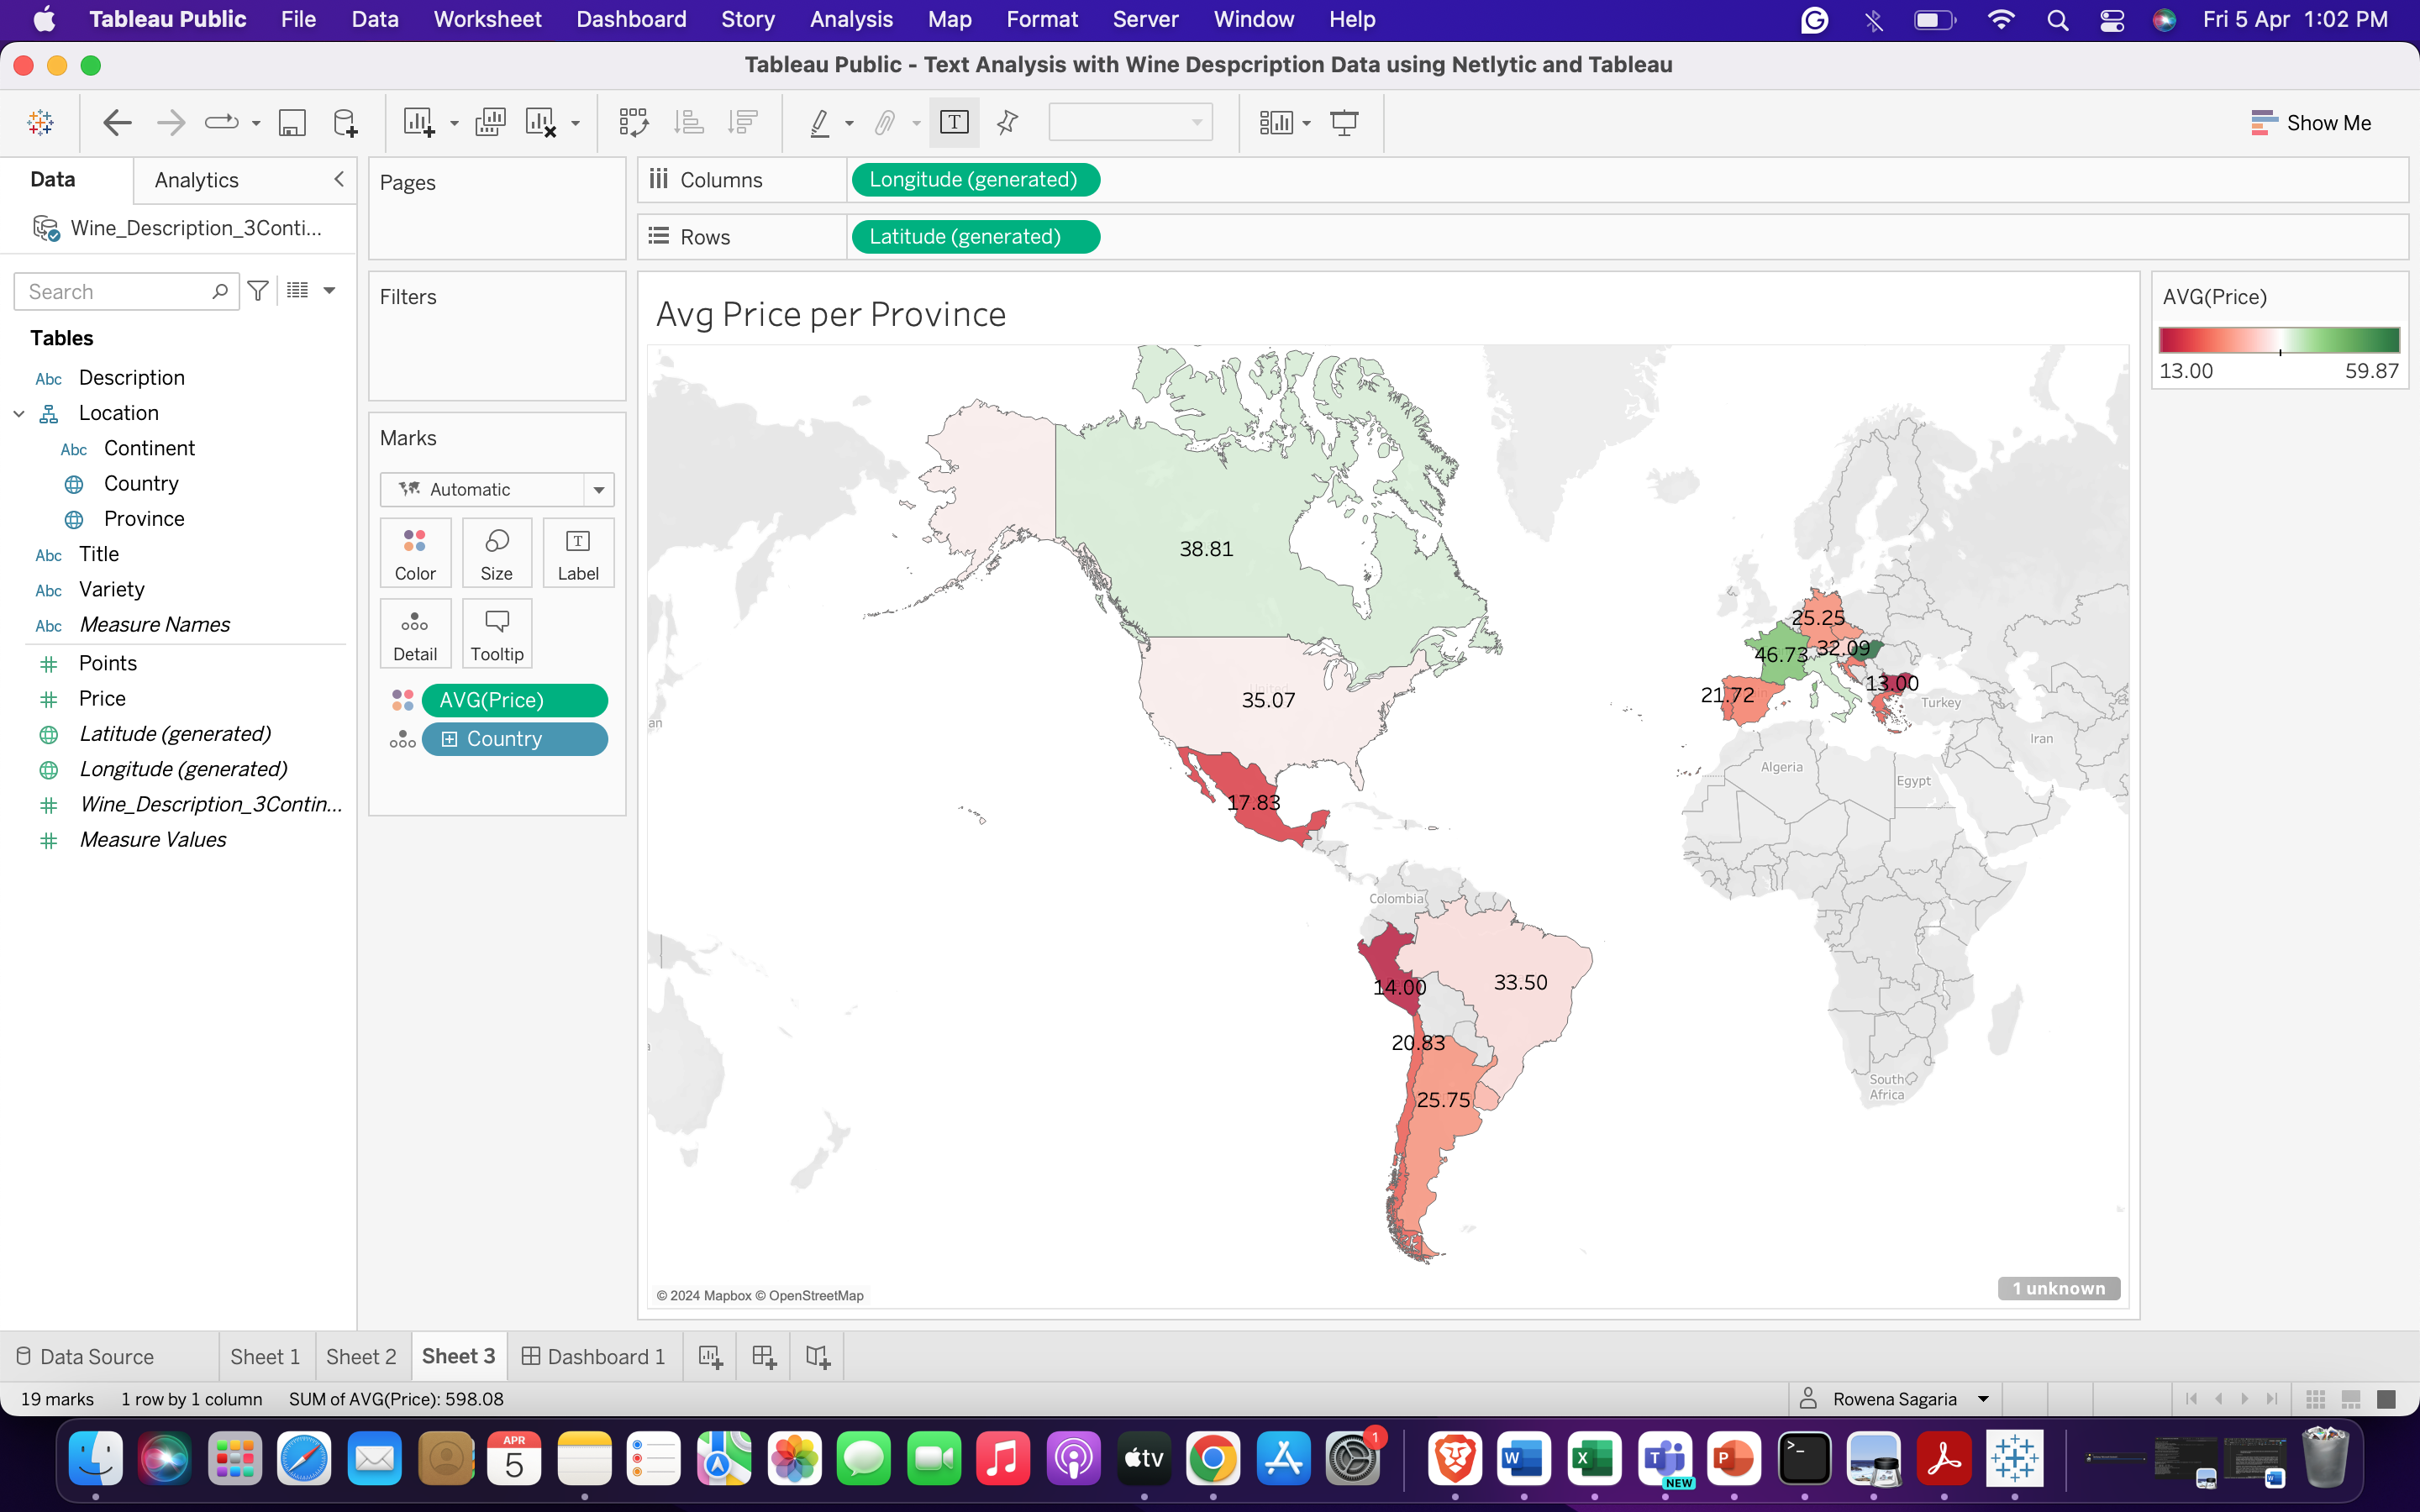 Tableau Public File Data Worksheet Dashboard Story Analysis Map Format Server Window Help Fri 5 Apr 1:02 PM
Tableau Public - Text Analysis with Wine Despcription Data using Netlytic and Tableau
Show Me
Data Analytics
Wine_Description_3Conti...
Search
Tables
Abc Description
Location
Abc Continent
Country
Province
Abc Title
Abc Variety
Abc Measure Names
Points
Price
Latitude (generated)
Longitude (generated)
Wine_Description_3Contin...
Measure Values
Pages
Filters
Marks
Automatic
Color Size Label
Detail Tooltip
AVG(Price)
Country
Columns Longitude (generated)
Rows Latitude (generated)
Avg Price per Province
38.81
35.07
17.83
14.00
33.50
20.83
25.75
25.25
46.73 32.09
21.72 13.00
Turkey
Iran
Algeria
Egypt
Colombia
South
Africa
an
© 2024 Mapbox © OpenStreetMap
1 unknown
AVG(Price)
13.00 59.87
Data Source Sheet 1 Sheet 2 Sheet 3 Dashboard 1
19 marks 1 row by 1 column SUM of AVG(Price): 598.08 Rowena Sagaria
APR
5
tv
1
NEW